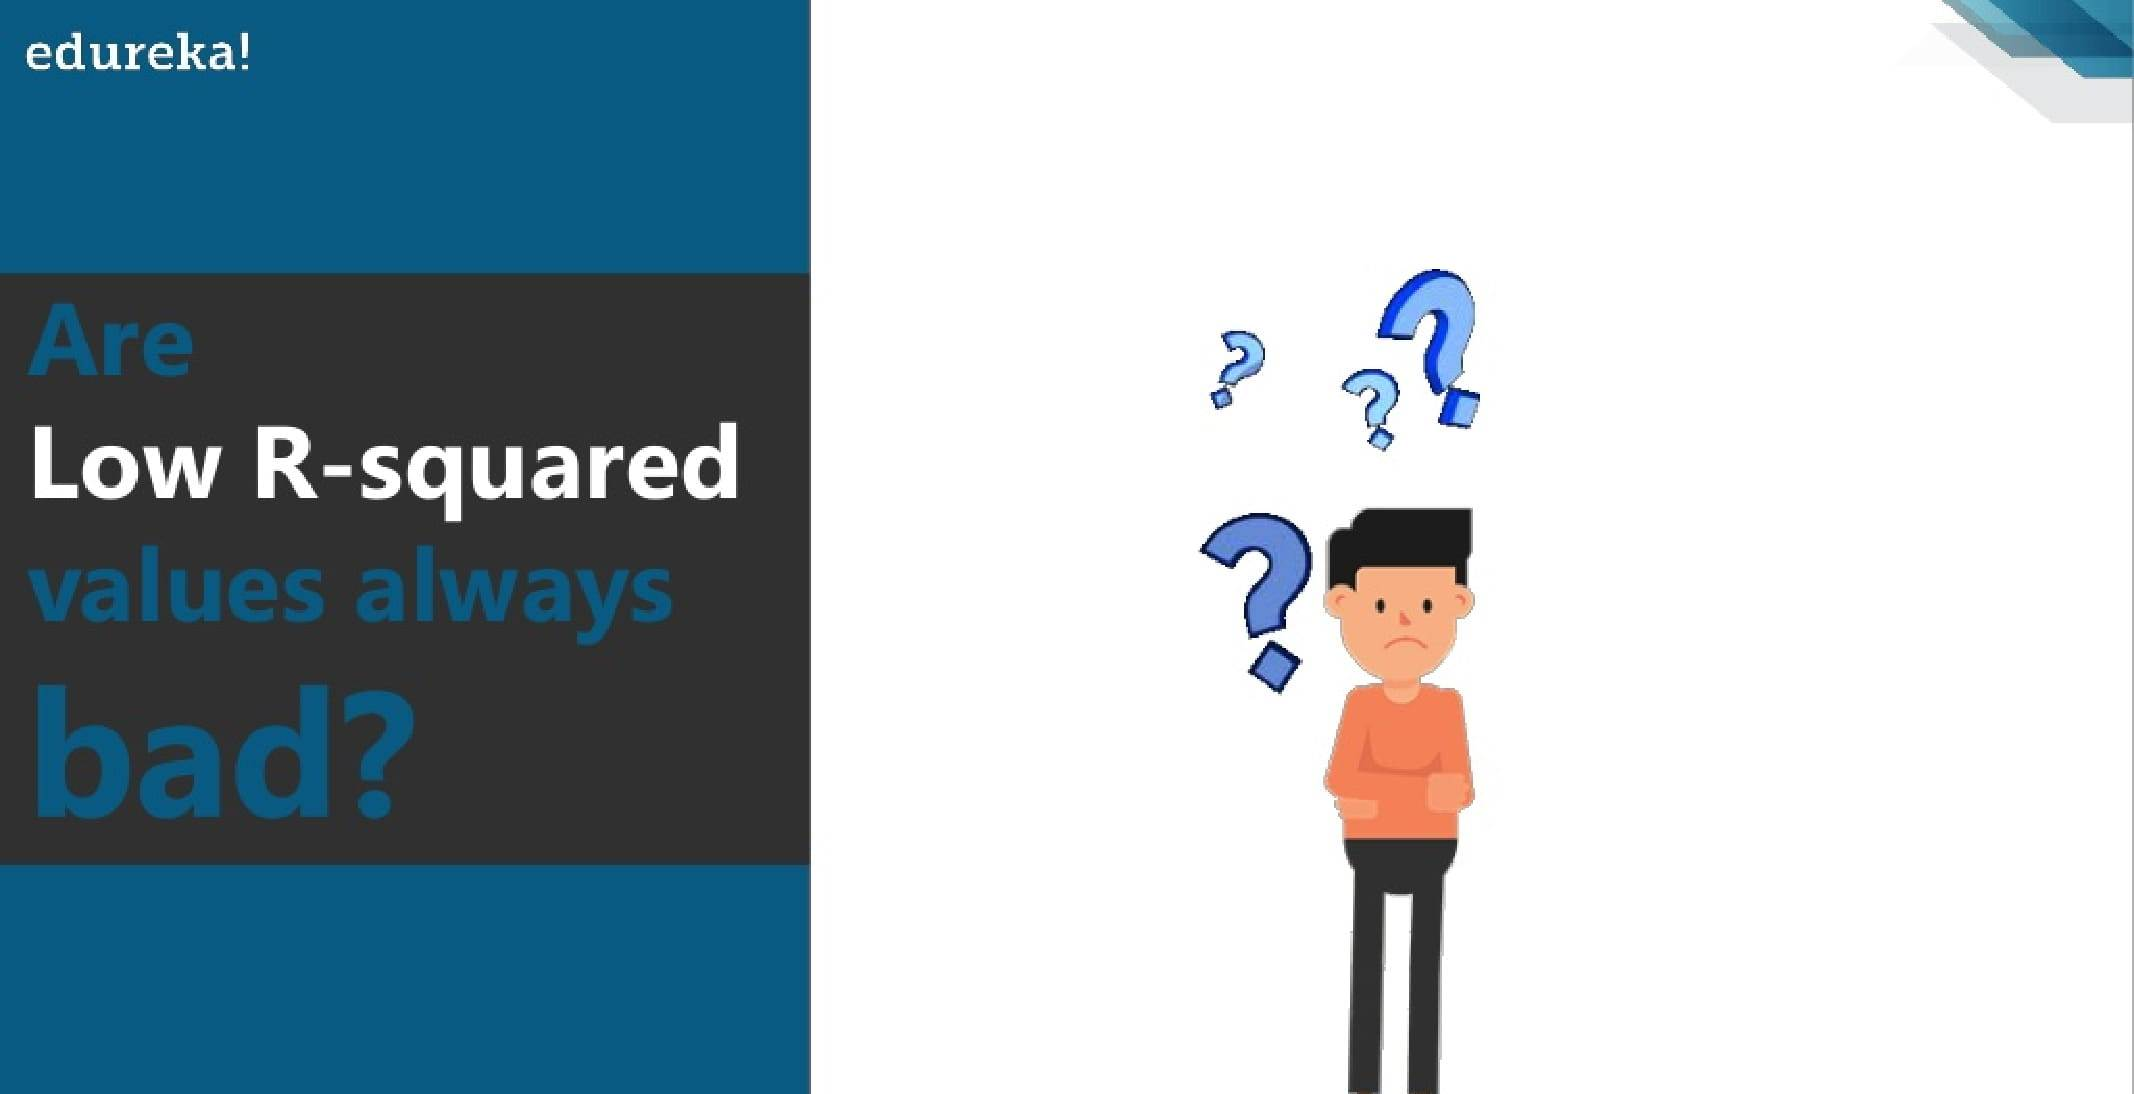 edureka!
Are
Low R-squared
values always
bad?